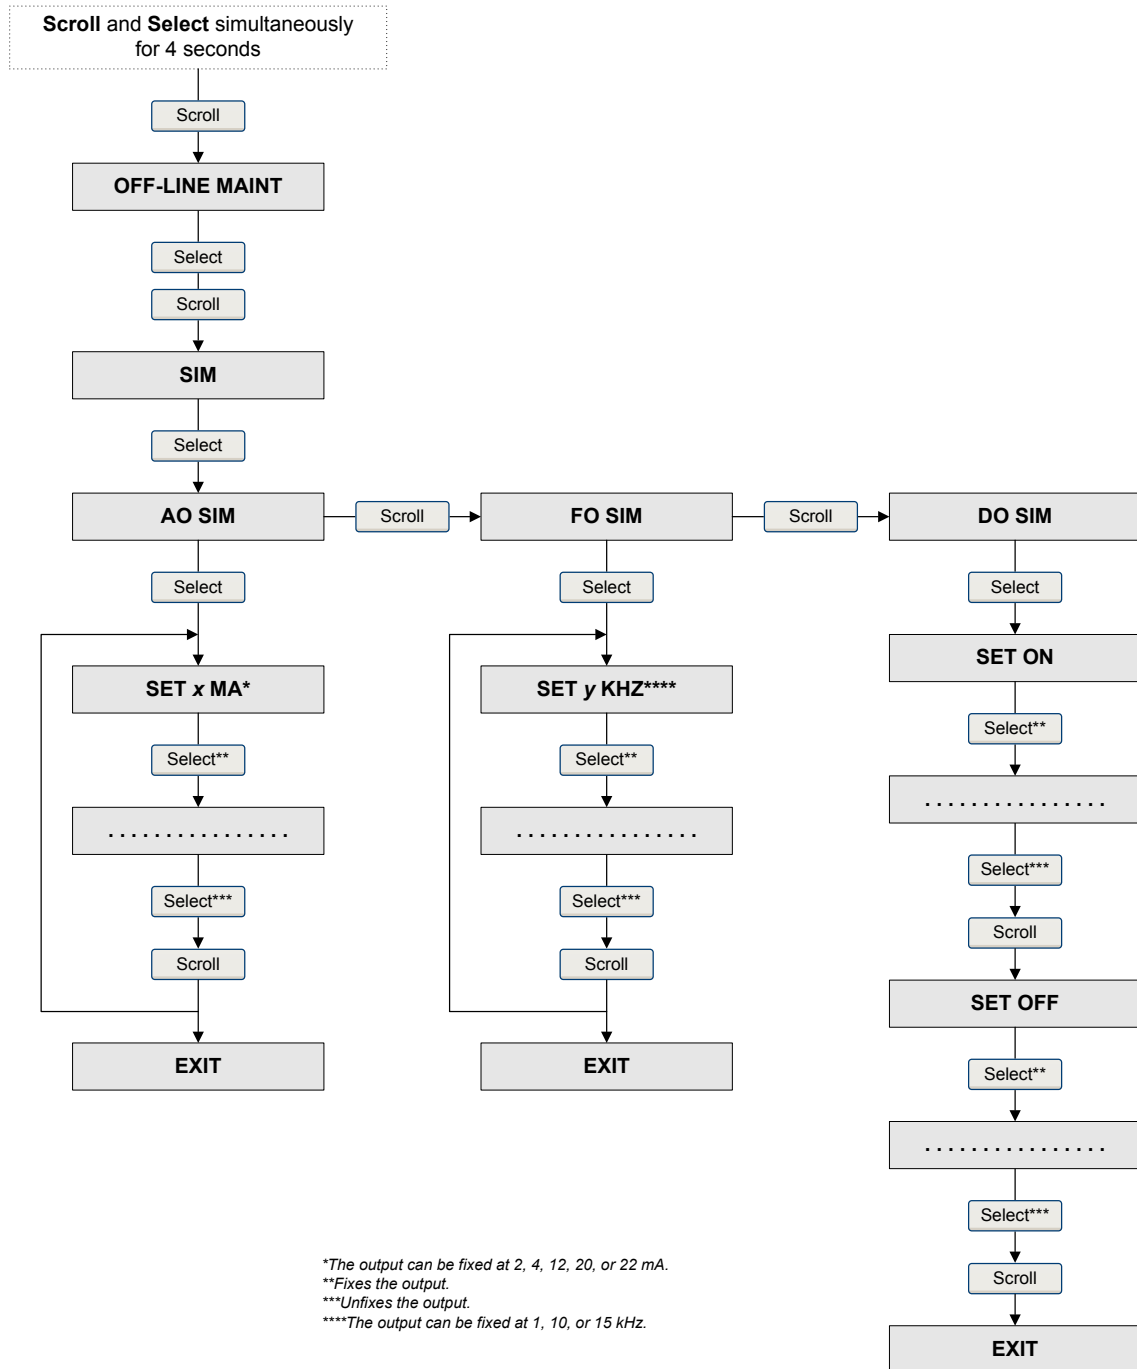 Scroll and Select simultaneously
for 4 seconds
Scroll
OFF-LINE MAINT
Select
Scroll
SIM
Select
AO SIM
Scroll
FO SIM
Scroll
DO SIM
Select
Select
Select
SET ON
SET x MA*
SET y KHZ****
Select**
Select**
Select**
. . . . . . . . . . . . . . . .
. . . . . . . . . . . . . . . .
. . . . . . . . . . . . . . . .
Select***
Select***
Select***
Scroll
Scroll
Scroll
SET OFF
EXIT
EXIT
Select**
. . . . . . . . . . . . . . . .
Select***
Scroll
EXIT
*The output can be fixed at 2, 4, 12, 20, or 22 mA.
**Fixes the output.
***Unfixes the output.
****The output can be fixed at 1, 10, or 15 kHz.